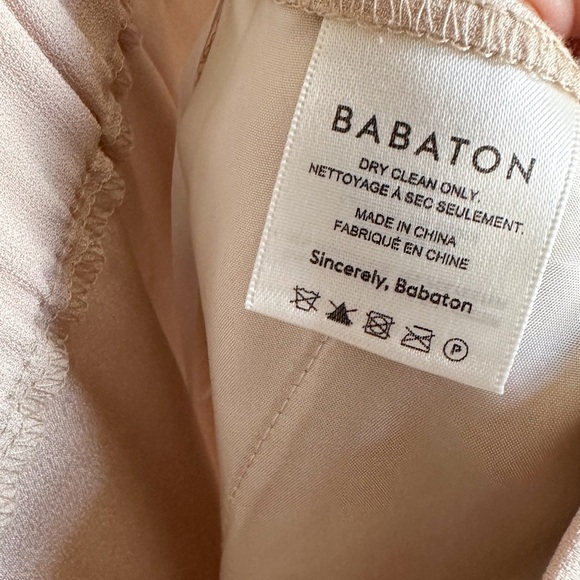 BABATON
DRY CLEAN ONLY.
NETTOYAGE À SEC SEULEMENT.
MADE IN CHINA
FABRIQUÉ EN CHINE
Sincerely, Babaton
P